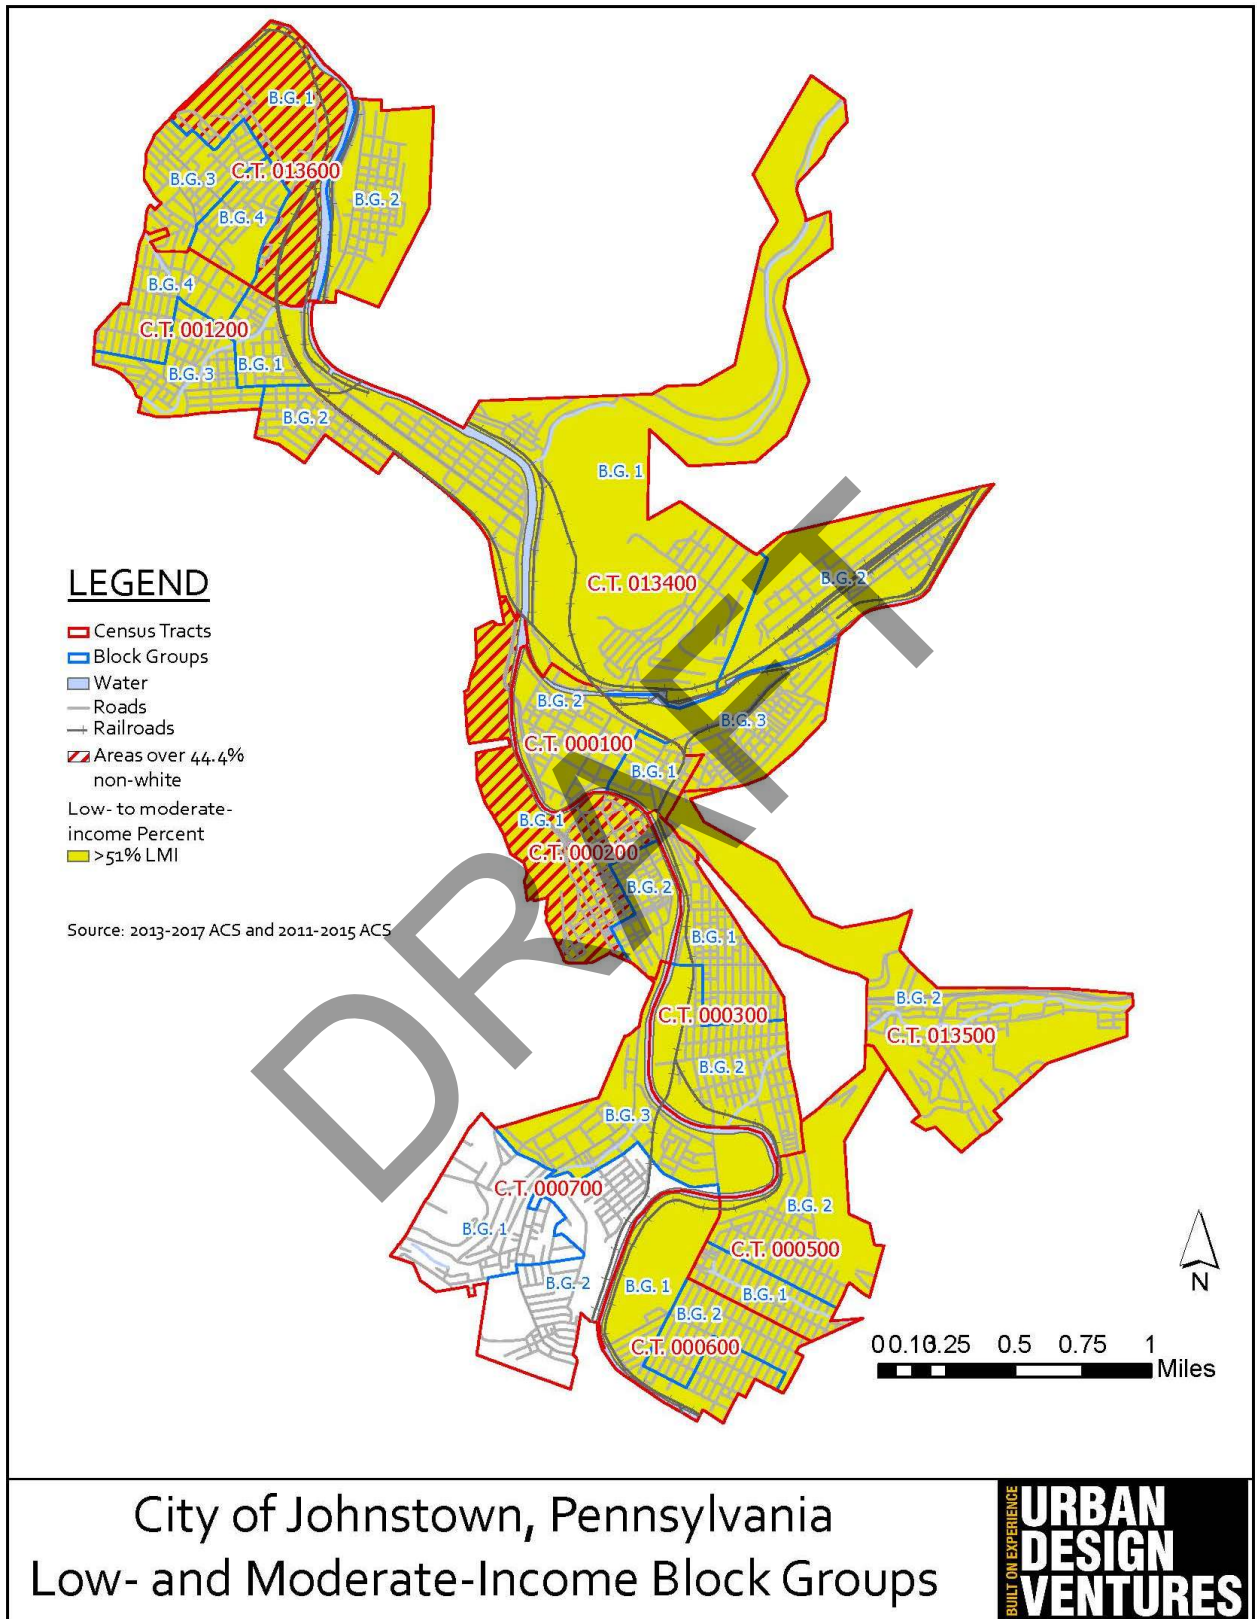 B.G. 1
C.T. 013600
B.G. 3
B.G. 2
B.G. 4
B.G. 4
C.T. 001200
B.G. 1
B.G. 3
B.G. 2
B.G. 1
C.T. 013400
B.G. 2
LEGEND
Census Tracts
Block Groups
Water
Roads
Railroads
Areas over 44.4%
non-white
Low- to moderate-
income Percent
>51% LMI
Source: 2013-2017 ACS and 2011-2015 ACS
B.G. 2
B.G. 3
C.T. 000100
B.G. 1
B.G. 1
C.T. 000200
B.G. 2
B.G. 1
B.G. 2
C.T. 000300
C.T. 013500
B.G. 2
B.G. 3
C.T. 000700
B.G. 1
B.G. 2
B.G. 2
C.T. 000500
B.G. 1
B.G. 1
B.G. 2
C.T. 000600
DRAFT
N
0 0.13 0.25 0.5 0.75 1
Miles
City of Johnstown, Pennsylvania
Low- and Moderate-Income Block Groups
BUILT ON EXPERIENCE
URBAN
DESIGN
VENTURES